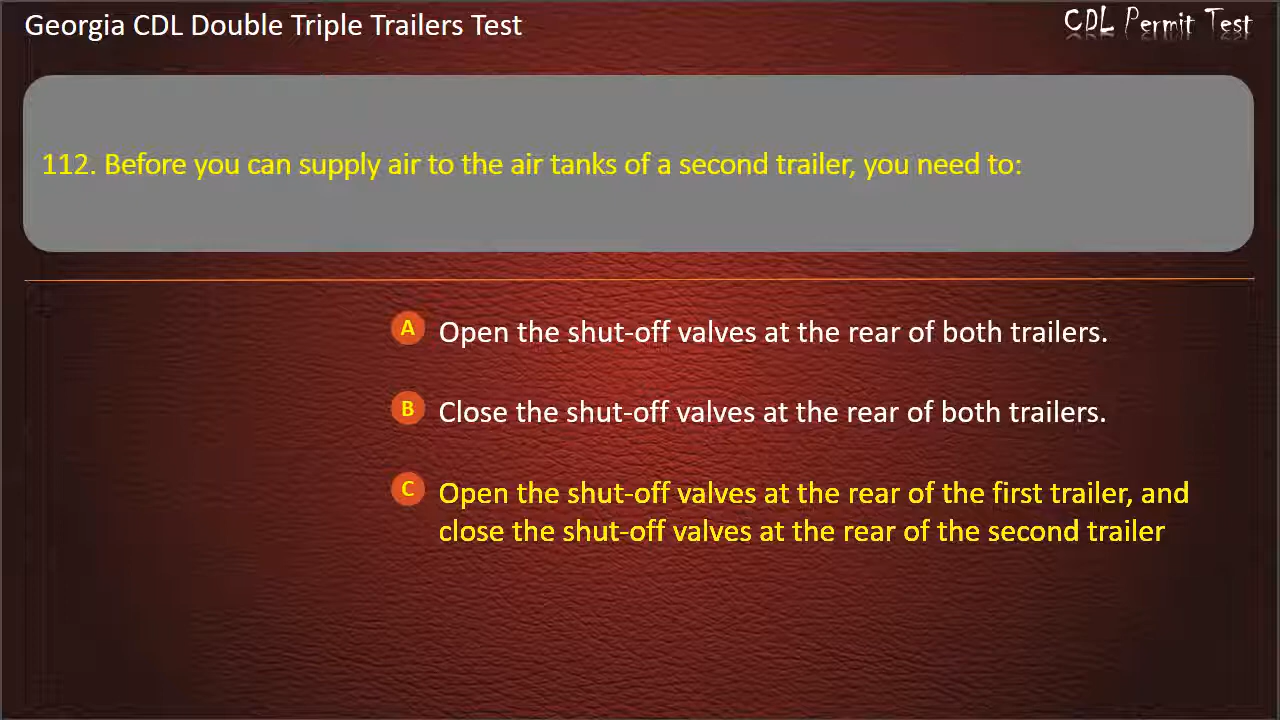 Georgia CDL Double Triple Trailers Test
CDL Permit Test
112. Before you can supply air to the air tanks of a second trailer, you need to:
A Open the shut-off valves at the rear of both trailers.
B Close the shut-off valves at the rear of both trailers.
C Open the shut-off valves at the rear of the first trailer, and
close the shut-off valves at the rear of the second trailer